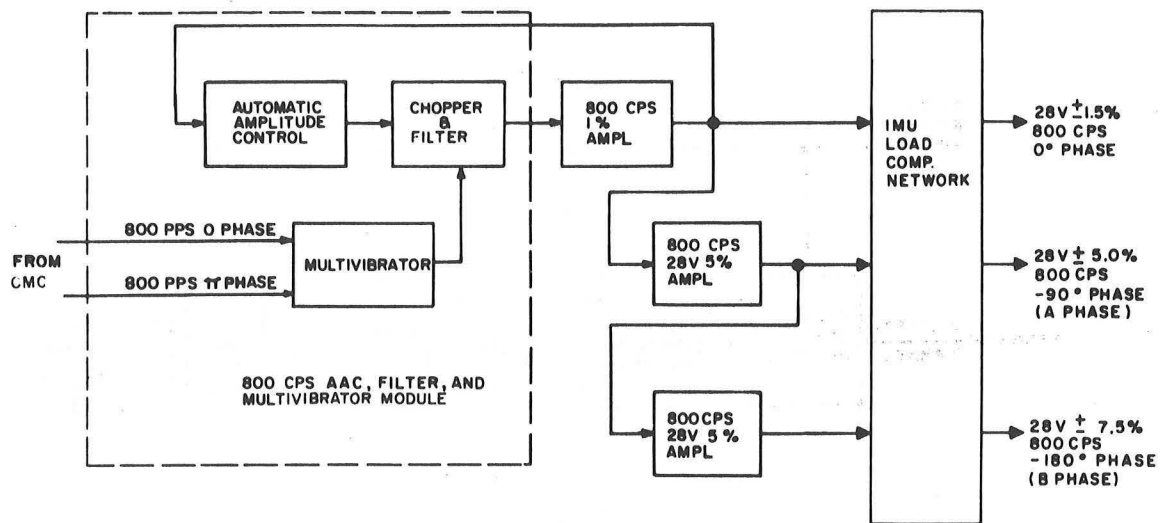 AUTOMATIC
AMPLITUDE
CONTROL
CHOPPER
&
FILTER
800 CPS
1%
AMPL
IMU
LOAD
COMP.
NETWORK
28V ± 1.5%
800 CPS
0° PHASE
FROM
CMC
800 PPS 0 PHASE
800 PPS π PHASE
MULTIVIBRATOR
800 CPS
28V 5%
AMPL
28V ± 5.0%
800 CPS
-90° PHASE
(A PHASE)
800 CPS AAC, FILTER, AND
MULTIVIBRATOR MODULE
800CPS
28V 5%
AMPL
28V ± 7.5%
800 CPS
-180° PHASE
(B PHASE)